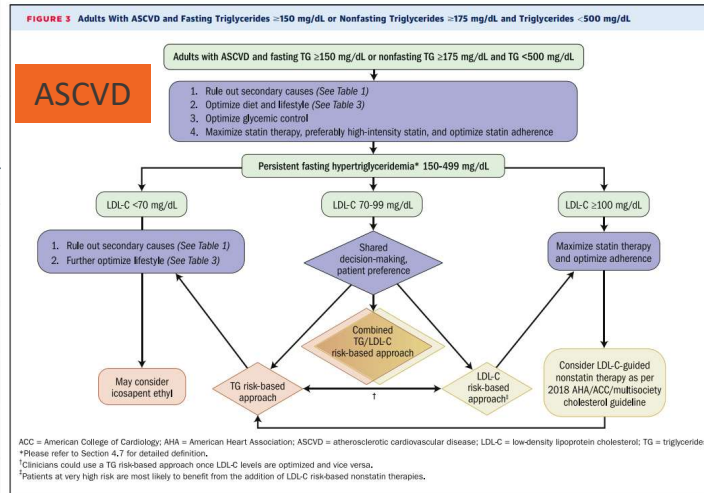 FIGURE 3 Adults With ASCVD and Fasting Triglycerides ≥150 mg/dL or Nonfasting Triglycerides ≥175 mg/dL and Triglycerides <500 mg/dL
Adults with ASCVD and fasting TG ≥150 mg/dL or nonfasting TG ≥175 mg/dL and TG <500 mg/dL
ASCVD
1. Rule out secondary causes (See Table 1)
2. Optimize diet and lifestyle (See Table 3)
3. Optimize glycemic control
4. Maximize statin therapy, preferably high-intensity statin, and optimize statin adherence
Persistent fasting hypertriglyceridemia* 150-499 mg/dL
LDL-C <70 mg/dL
LDL-C 70-99 mg/dL
LDL-C ≥100 mg/dL
1. Rule out secondary causes (See Table 1)
2. Further optimize lifestyle (See Table 3)
Shared
decision-making,
patient preference
Maximize statin therapy
and optimize adherence
Combined
TG/LDL-C
risk-based approach
May consider
icosapent ethyl
TG risk-based
approach
†
LDL-C
risk-based
approach‡
Consider LDL-C-guided
nonstatin therapy as per
2018 AHA/ACC/multisociety
cholesterol guideline
ACC = American College of Cardiology; AHA = American Heart Association; ASCVD = atherosclerotic cardiovascular disease; LDL-C = low-density lipoprotein cholesterol; TG = triglycerides
*Please refer to Section 4.7 for detailed definition.
†Clinicians could use a TG risk-based approach once LDL-C levels are optimized and vice versa.
‡Patients at very high risk are most likely to benefit from the addition of LDL-C risk-based nonstatin therapies.